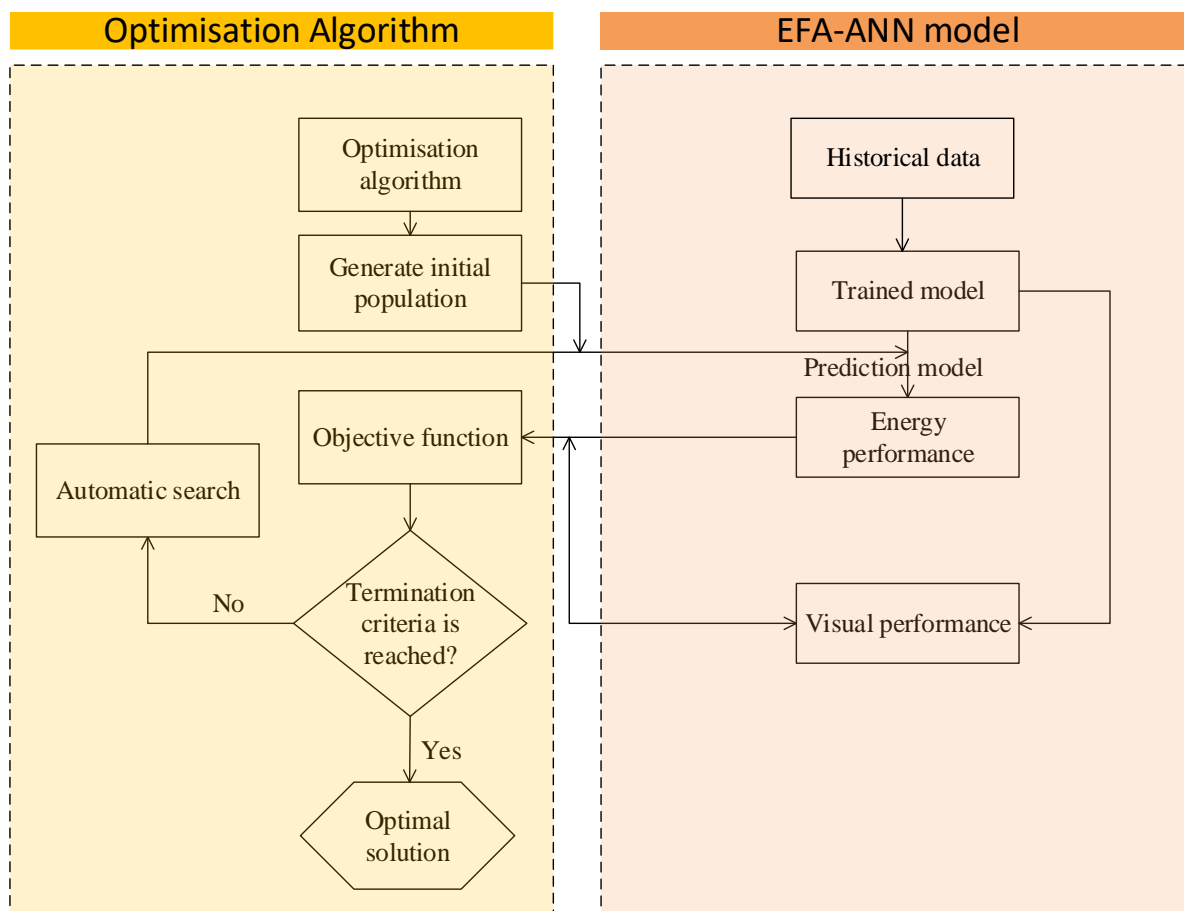 Optimisation Algorithm
Optimisation
algorithm
Generate initial
population
Objective function
Automatic search
No
Termination
criteria is
reached?
Yes
Optimal
solution
EFA-ANN model
Historical data
Trained model
Prediction model
Energy
performance
Visual performance